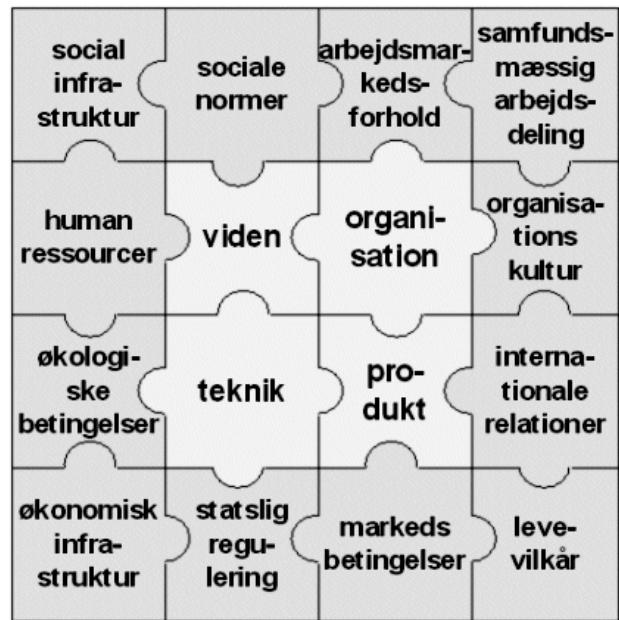 social
infra-
struktur
sociale
normer
arbejdsmar-
keds-
forhold
samfunds-
mæssig
arbejds-
deling
human
ressourcer
viden
organi-
sation
organisa-
tions
kultur
økologi-
ske
betingelser
teknik
pro-
dukt
interna-
tionale
relationer
økonomisk
infra-
struktur
statslig
regu-
lering
markeds
betingelser
leve-
vilkår